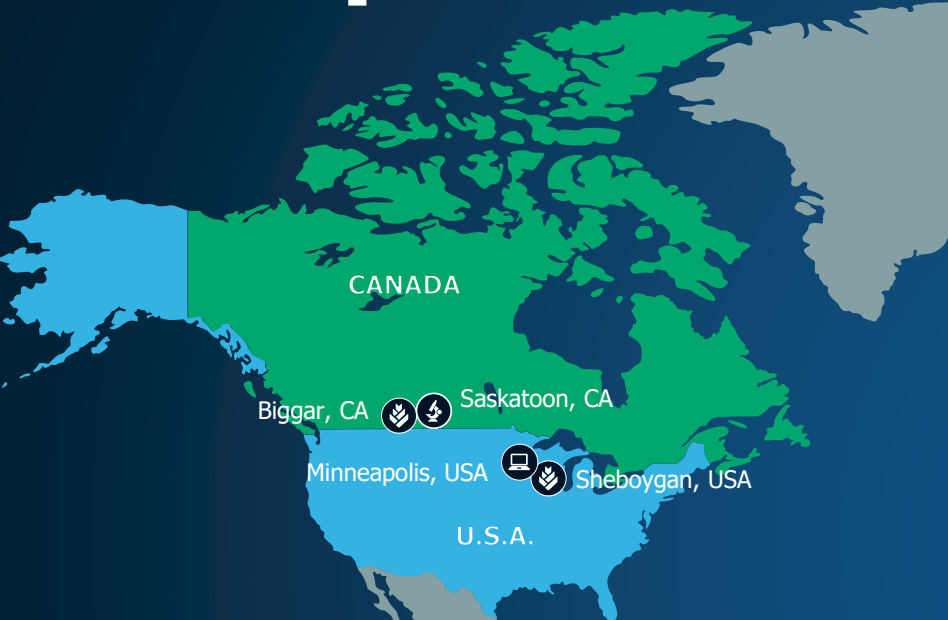 CANADA
Saskatoon, CA
Biggar, CA
Minneapolis, USA
Sheboygan, USA
U.S.A.